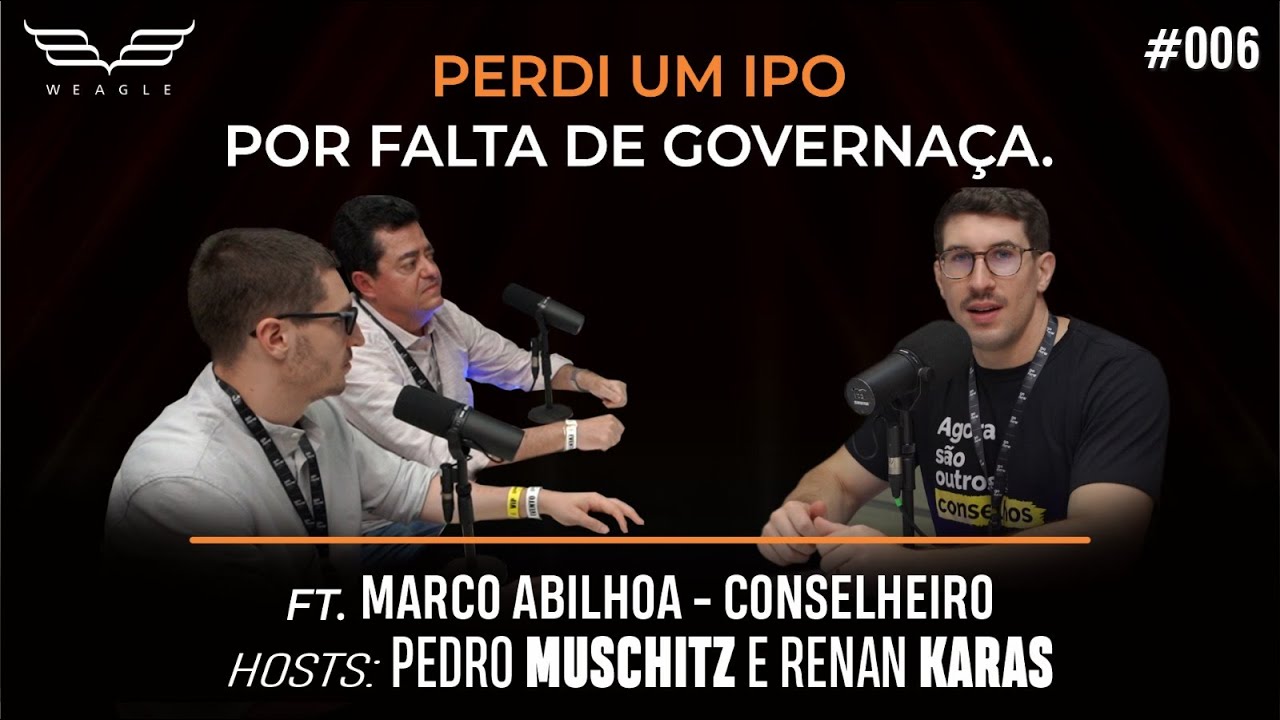 WEAGLE
#006
PERDI UM IPO
POR FALTA DE GOVERNAÇA.
Agora
são
outros
conselhos
VIP
FT. MARCO ABILHOA - CONSELHEIRO
HOSTS: PEDRO MUSCHITZ E RENAN KARAS